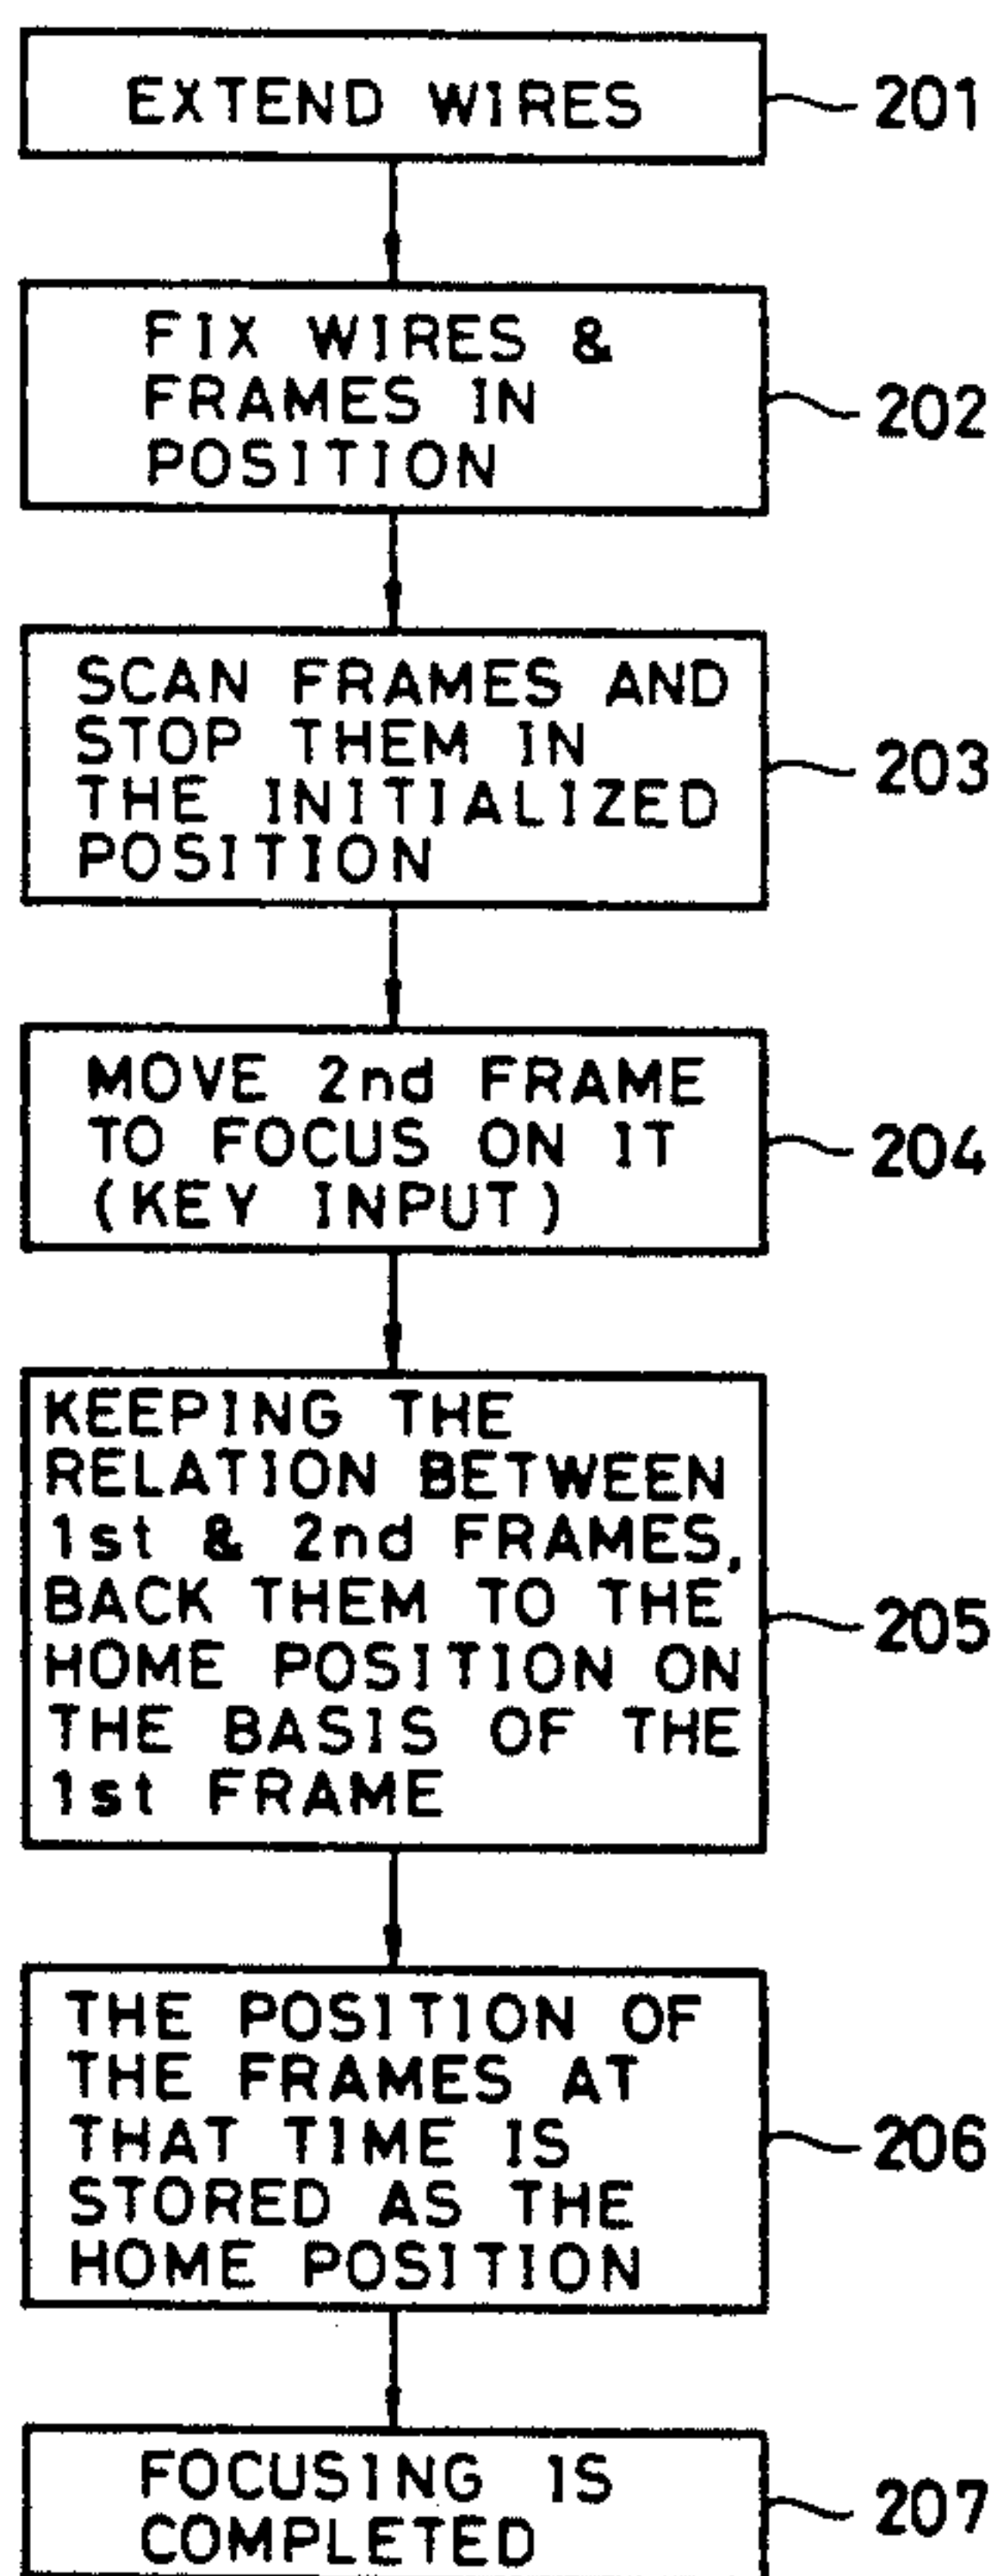 EXTEND WIRES
201
FIX WIRES &
FRAMES IN
POSITION
202
SCAN FRAMES AND
STOP THEM IN
THE INITIALIZED
POSITION
203
MOVE 2nd FRAME
TO FOCUS ON IT
(KEY INPUT)
204
KEEPING THE
RELATION BETWEEN
1st & 2nd FRAMES,
BACK THEM TO THE
HOME POSITION ON
THE BASIS OF THE
1st FRAME
205
THE POSITION OF
THE FRAMES AT
THAT TIME IS
STORED AS THE
HOME POSITION
206
FOCUSING IS
COMPLETED
207